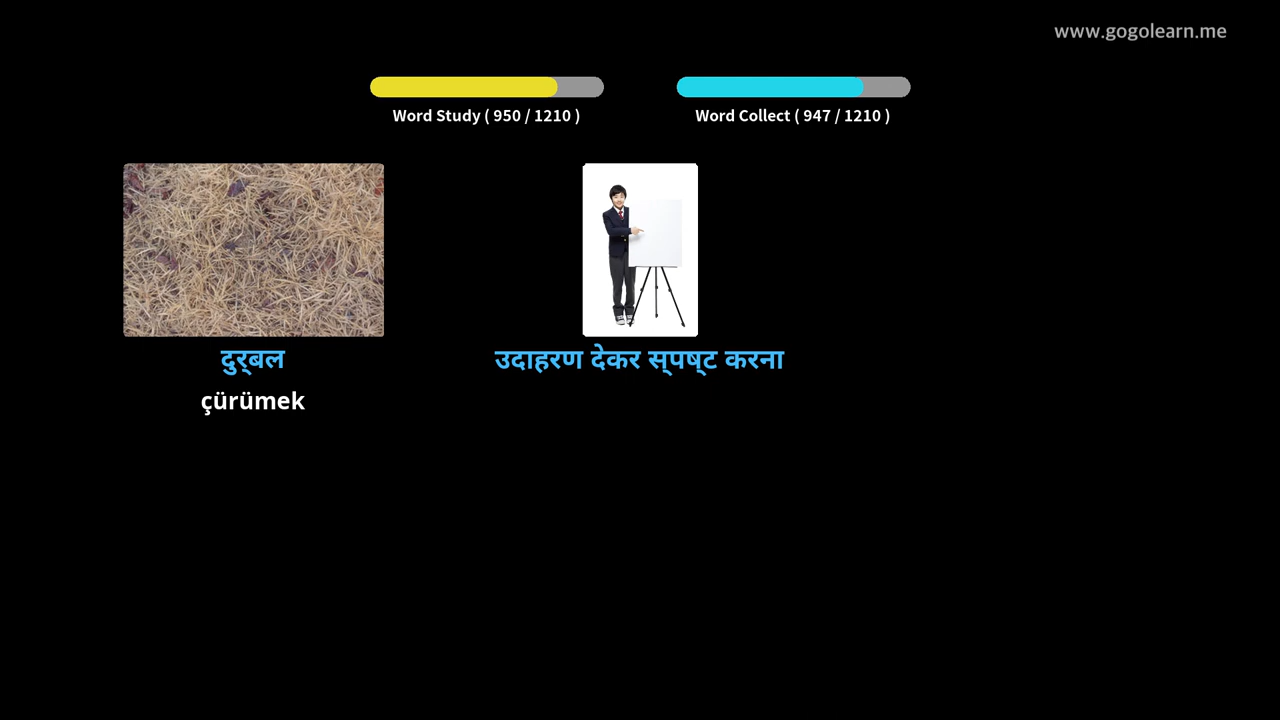 www.gogolearn.me
Word Study ( 950 / 1210 )
Word Collect ( 947 / 1210 )
दुर्बल
çürümek
उदाहरण देकर स्पष्ट करना